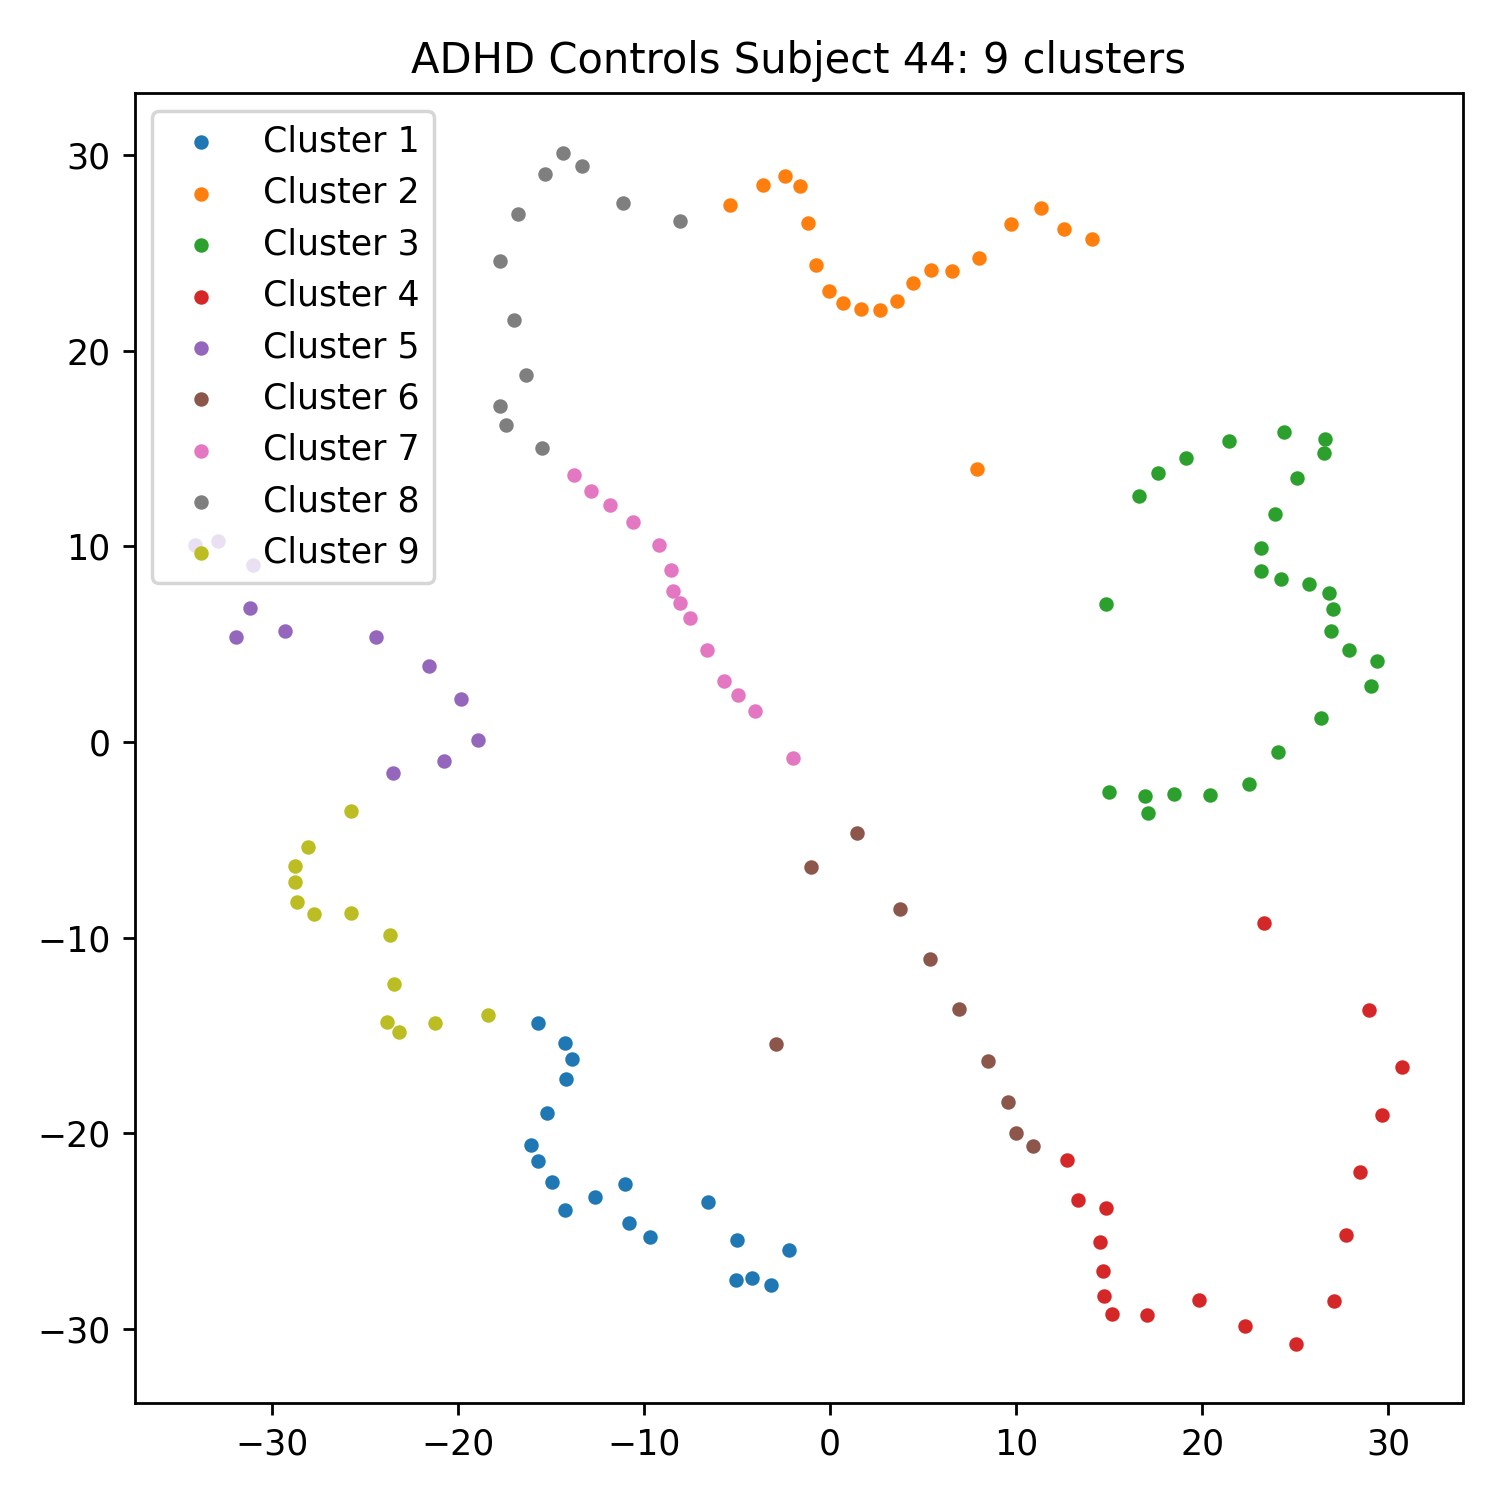 ADHD Controls Subject 44: 9 clusters
Cluster 1
Cluster 2
Cluster 3
Cluster 4
Cluster 5
Cluster 6
Cluster 7
Cluster 8
Cluster 9
30
20
10
0
−10
−20
−30
−30 −20 −10 0 10 20 30